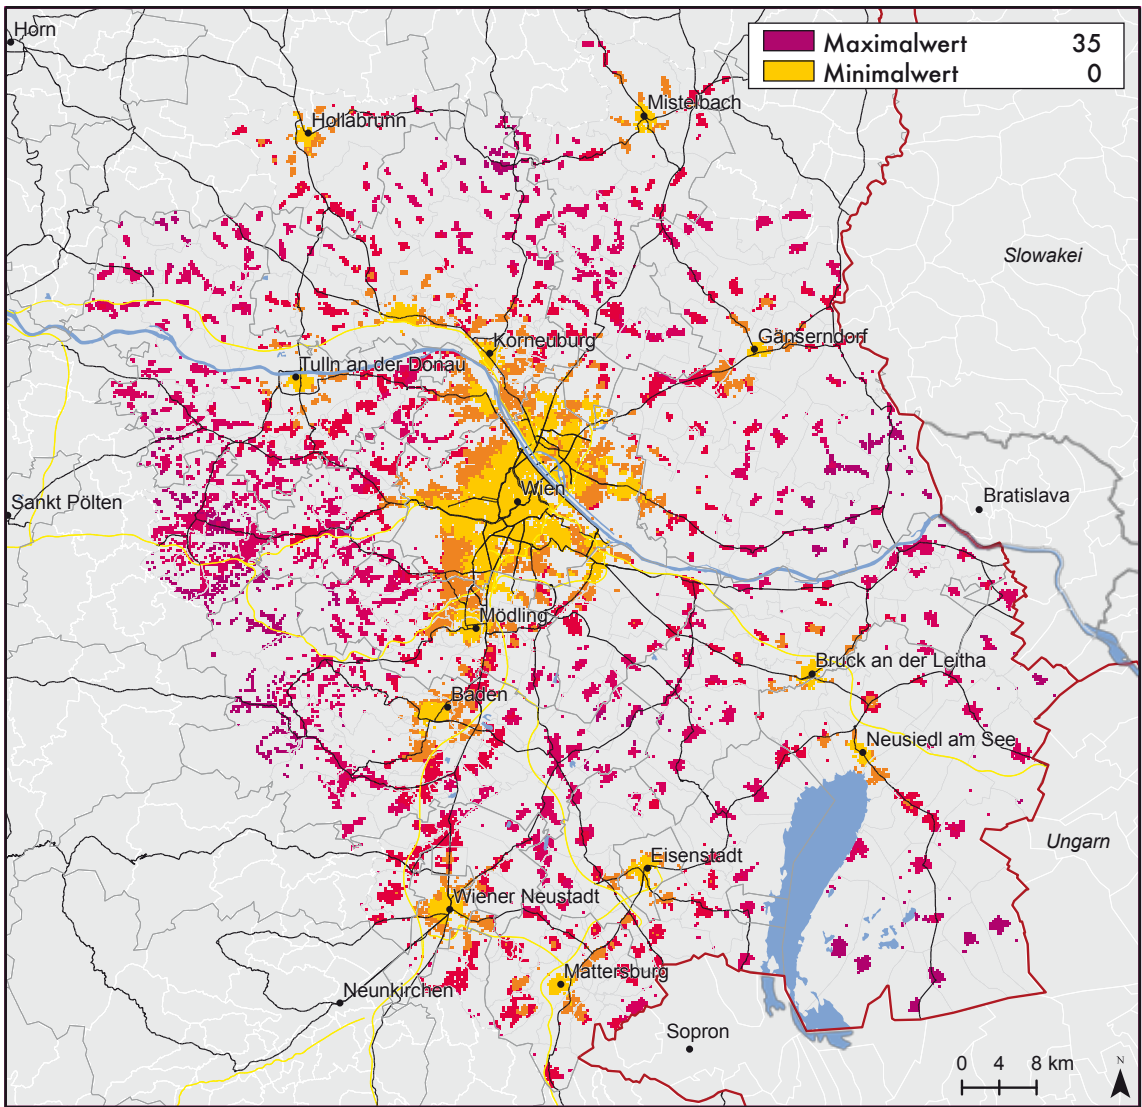 Horn
Maximalwert 35
Minimalwert 0
Mistelbach
Hollabrunn
Slowakei
Korneuburg
Gänserndorf
Tulln an der Donau
Wien
Bratislava
Sankt Pölten
Mödling
Bruck an der Leitha
Baden
Neusiedl am See
Ungarn
Eisenstadt
Wiener Neustadt
Mattersburg
Neunkirchen
Sopron
0 4 8 km
N